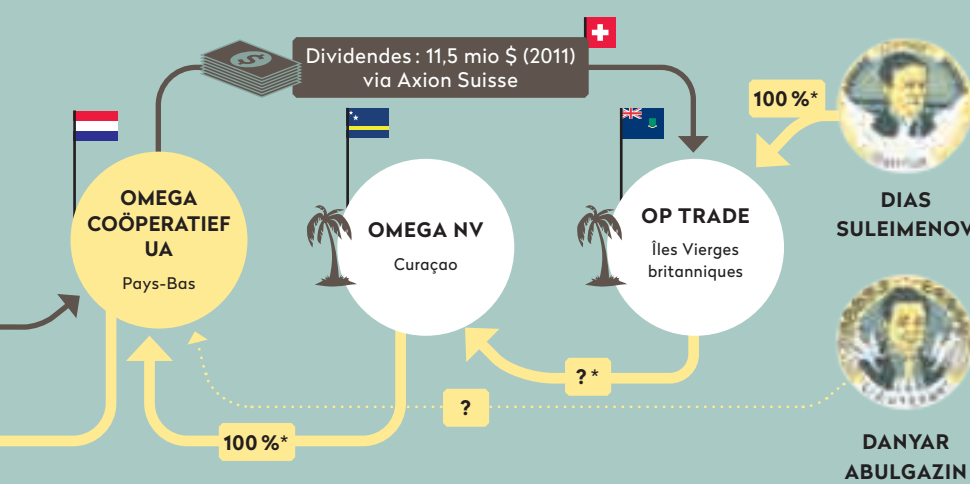 Dividendes : 11,5 mio $ (2011)
via Axion Suisse
100 %*
OMEGA
COÖPERATIEF
UA
Pays-Bas
OMEGA NV
Curaçao
OP TRADE
Îles Vierges
britanniques
DIAS
SULEIMENOV
? *
?
100 %*
DANYAR
ABULGAZIN